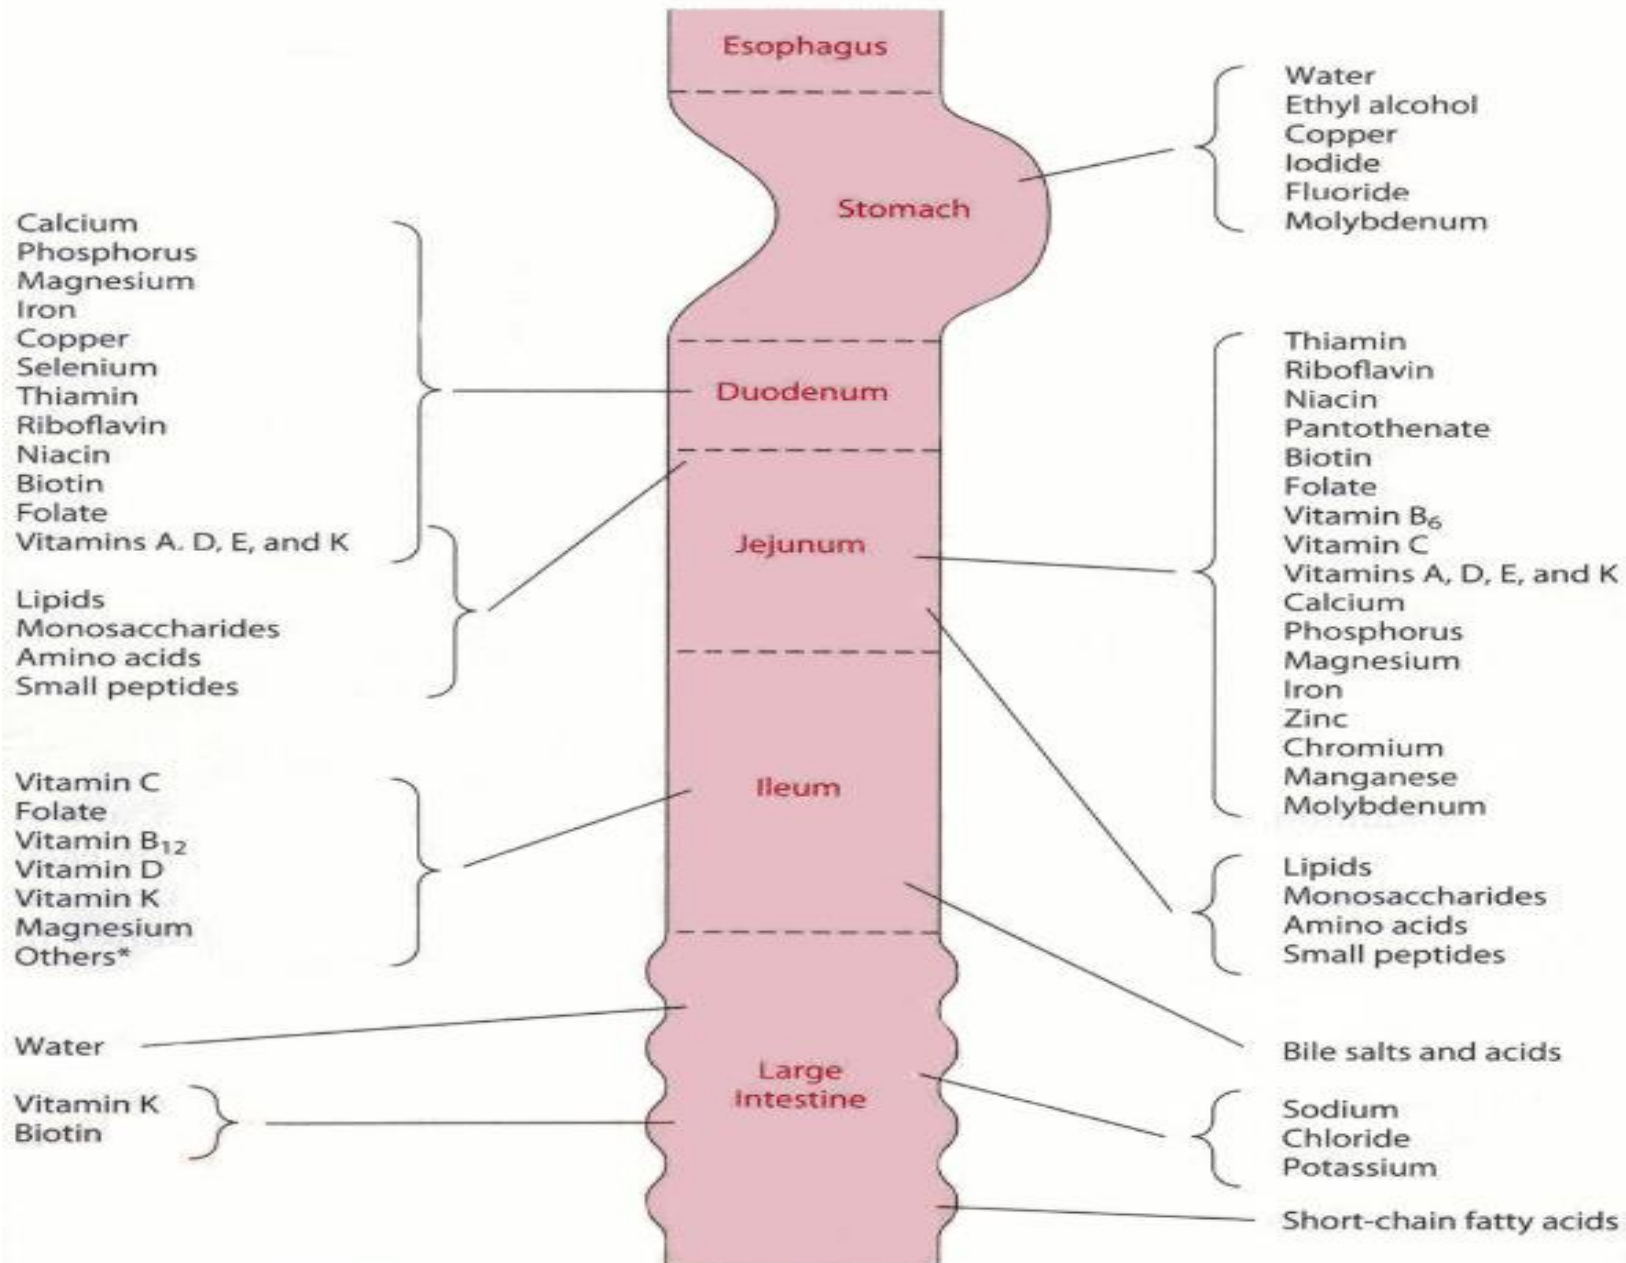 Esophagus
Water
Ethyl alcohol
Copper
Iodide
Fluoride
Molybdenum
Stomach
Calcium
Phosphorus
Magnesium
Iron
Copper
Selenium
Thiamin
Riboflavin
Niacin
Biotin
Folate
Vitamins A. D, E, and K
Lipids
Monosaccharides
Amino acids
Small peptides
Duodenum
Jejunum
Thiamin
Riboflavin
Niacin
Pantothenate
Biotin
Folate
Vitamin B₆
Vitamin C
Vitamins A, D, E, and K
Calcium
Phosphorus
Magnesium
Iron
Zinc
Chromium
Manganese
Molybdenum
Lipids
Monosaccharides
Amino acids
Small peptides
Vitamin C
Folate
Vitamin B₁₂
Vitamin D
Vitamin K
Magnesium
Others*
Ileum
Bile salts and acids
Water
Vitamin K
Biotin
Large
Intestine
Sodium
Chloride
Potassium
Short-chain fatty acids